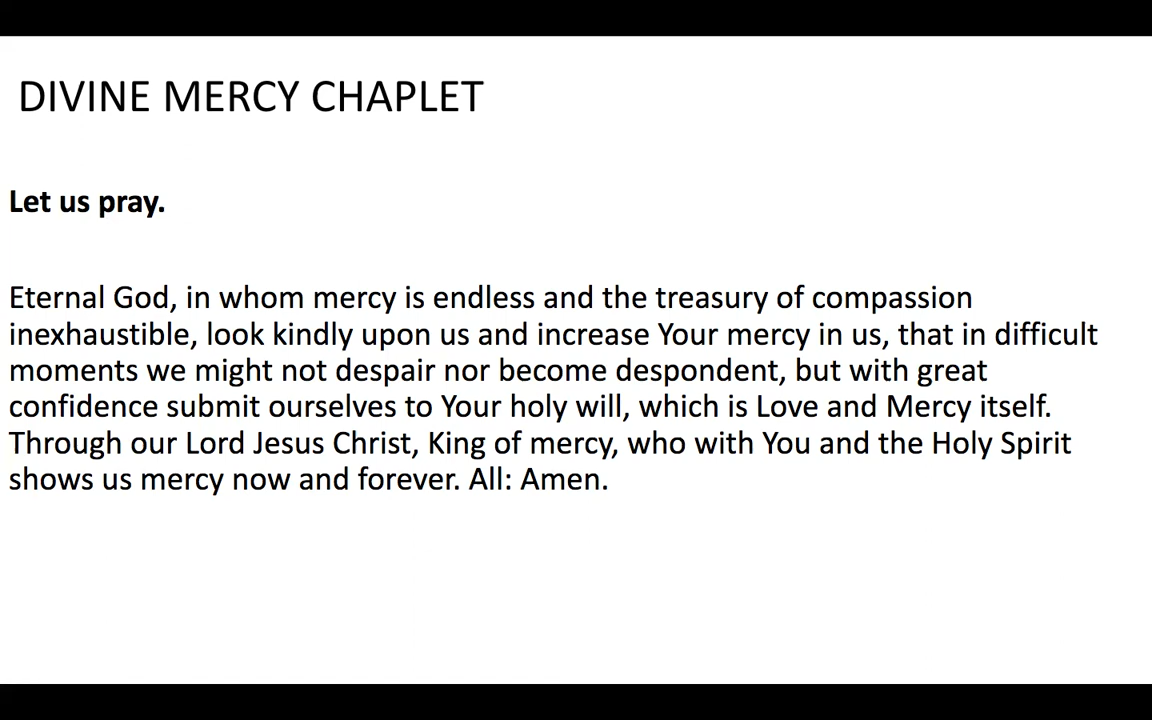 DIVINE MERCY CHAPLET
Let us pray.
Eternal God, in whom mercy is endless and the treasury of compassion
inexhaustible, look kindly upon us and increase Your mercy in us, that in difficult
moments we might not despair nor become despondent, but with great
confidence submit ourselves to Your holy will, which is Love and Mercy itself.
Through our Lord Jesus Christ, King of mercy, who with You and the Holy Spirit
shows us mercy now and forever. All: Amen.